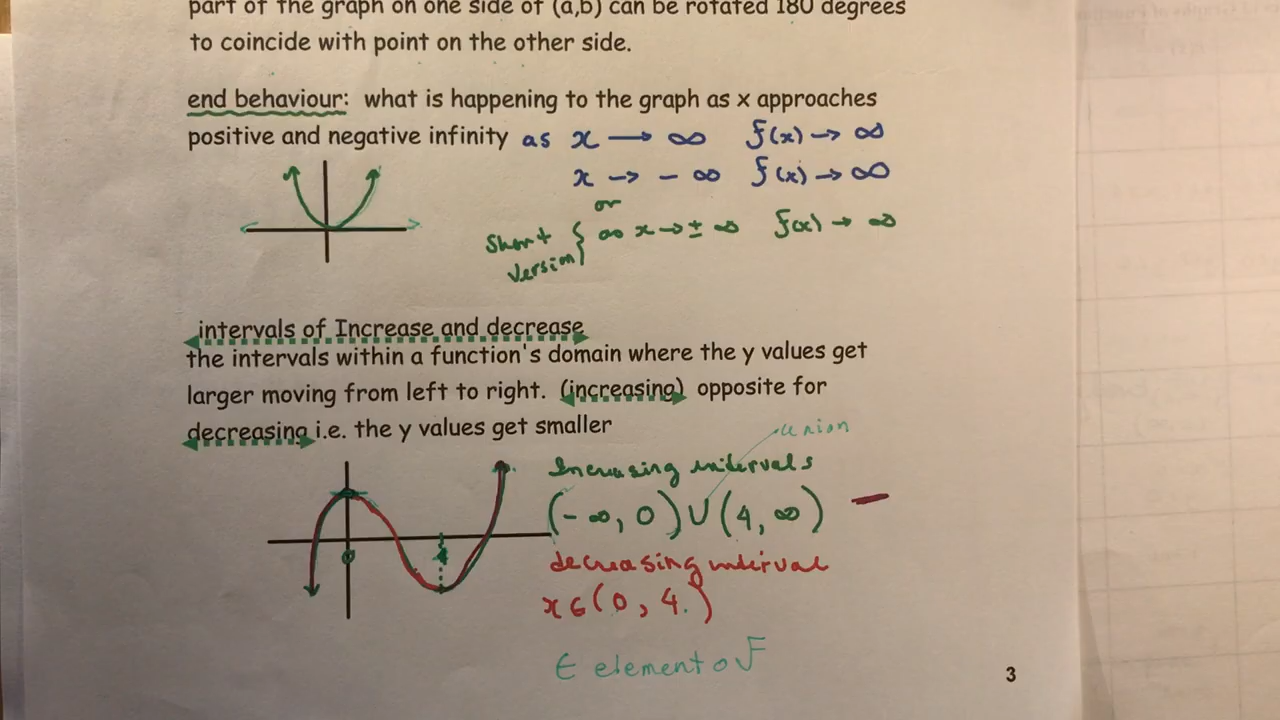 part of the graph on one side of (a,b) can be rotated 180 degrees
to coincide with point on the other side.
end behaviour: what is happening to the graph as x approaches
positive and negative infinity as x → ∞ f(x) → ∞
x → - ∞ f(x) → ∞
or
Short version { as x → ± ∞ f(x) → ∞
intervals of Increase and decrease
the intervals within a function's domain where the y values get
larger moving from left to right. (increasing) opposite for
decreasing i.e. the y values get smaller
union
Increasing intervals
(-∞, 0) ∪ (4, ∞)
0 4
decreasing interval
x ∈ (0, 4.)
∈ element of
3